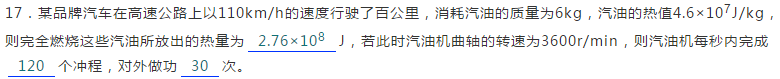 17．某品牌汽车在高速公路上以110km/h的速度行驶了百公里，消耗汽油的质量为6kg，汽油的热值4.6×10⁷J/kg，
则完全燃烧这些汽油所放出的热量为 2.76×10⁸ J，若此时汽油机曲轴的转速为3600r/min，则汽油机每秒内完成
120 个冲程，对外做功 30 次。